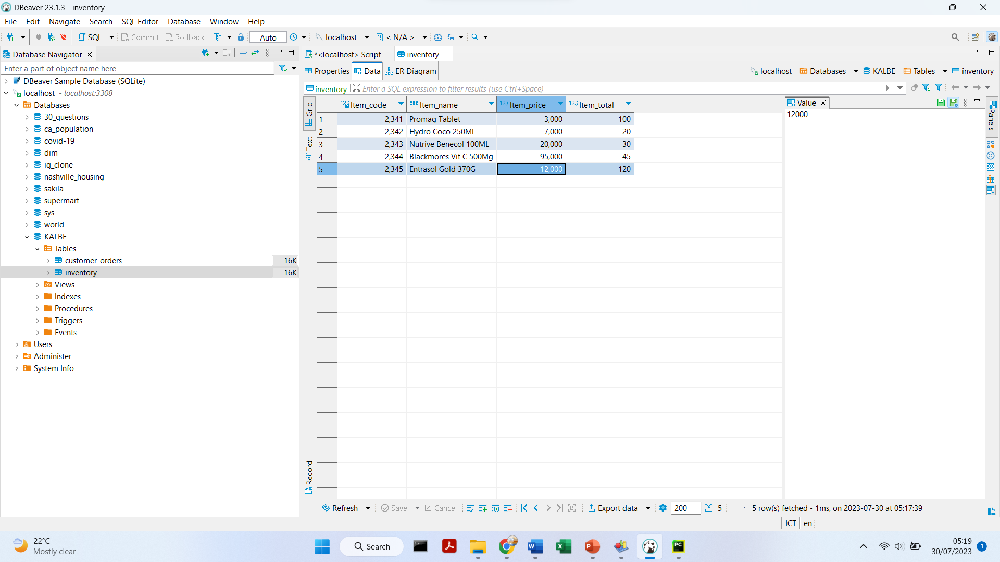 DBeaver 23.1.3 - inventory
File Edit Navigate Search SQL Editor Database Window Help
SQL Commit Rollback Auto localhost < N/A >
Database Navigator
*<localhost> Script inventory
Enter a part of object name here
Properties Data ER Diagram localhost Databases KALBE Tables inventory
inventory Enter a SQL expression to filter results (use Ctrl+Space)
DBeaver Sample Database (SQLite)
localhost - localhost:3308
Databases
30_questions
ca_population
covid-19
dim
ig_clone
nashville_housing
sakila
supermart
sys
world
KALBE
Tables
customer_orders 16K
inventory 16K
Views
Indexes
Procedures
Triggers
Events
Users
Administer
System Info
Grid
Text
Record
123 Item_code ABC Item_name 123 Item_price 123 Item_total
1 2,341 Promag Tablet 3,000 100
2 2,342 Hydro Coco 250ML 7,000 20
3 2,343 Nutrive Benecol 100ML 20,000 30
4 2,344 Blackmores Vit C 500Mg 95,000 45
5 2,345 Entrasol Gold 370G 12,000 120
Value
12000
Panels
Refresh Save Cancel Export data 200 5 5 row(s) fetched - 1ms, on 2023-07-30 at 05:17:39
ICT en
22°C
Mostly clear
Search
W
P
PC
05:19
30/07/2023
1